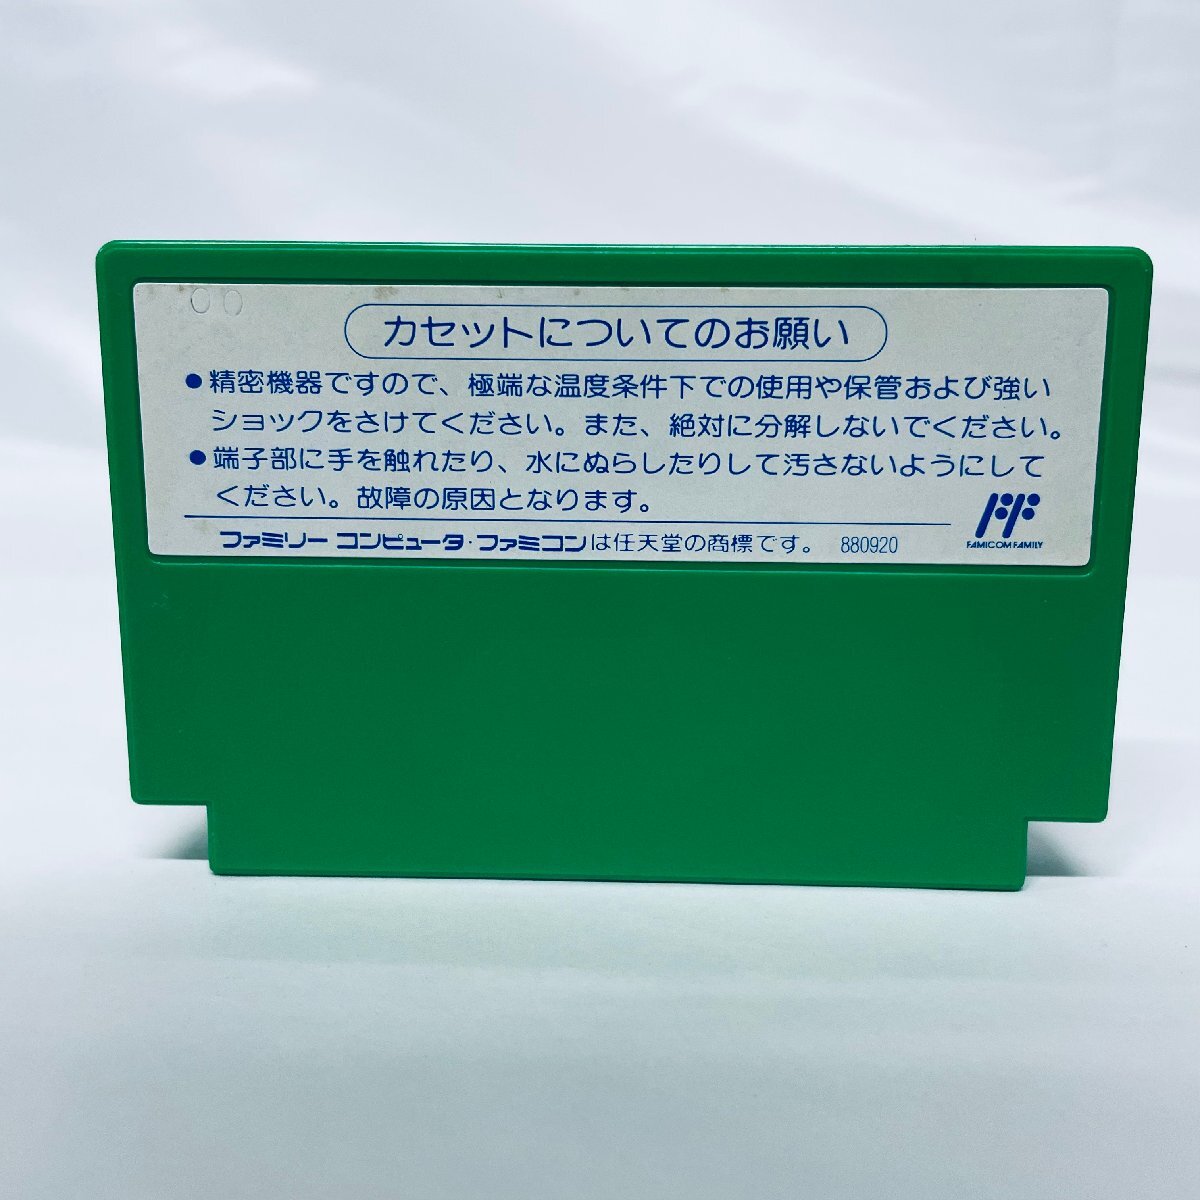 00
カセットについてのお願い
●精密機器ですので、極端な温度条件下での使用や保管および強い
ショックをさけてください。また、絶対に分解しないでください。
●端子部に手を触れたり、水にぬらしたりして汚さないようにして
ください。故障の原因となります。
FAMICOM FAMILY
ファミリー コンピュータ・ファミコンは任天堂の商標です。 880920